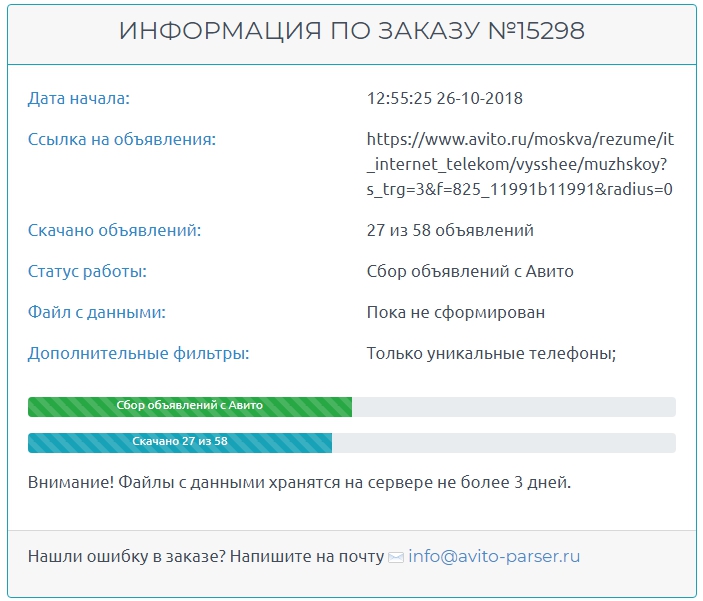 ИНФОРМАЦИЯ ПО ЗАКАЗУ №15298
Дата начала: 12:55:25 26-10-2018
Ссылка на объявления: https://www.avito.ru/moskva/rezume/it
_internet_telekom/vysshee/muzhskoy?
s_trg=3&f=825_11991b11991&radius=0
Скачано объявлений: 27 из 58 объявлений
Статус работы: Сбор объявлений с Авито
Файл с данными: Пока не сформирован
Дополнительные фильтры: Только уникальные телефоны;
Сбор объявлений с Авито
Скачано 27 из 58
Внимание! Файлы с данными хранятся на сервере не более 3 дней.
Нашли ошибку в заказе? Напишите на почту info@avito-parser.ru